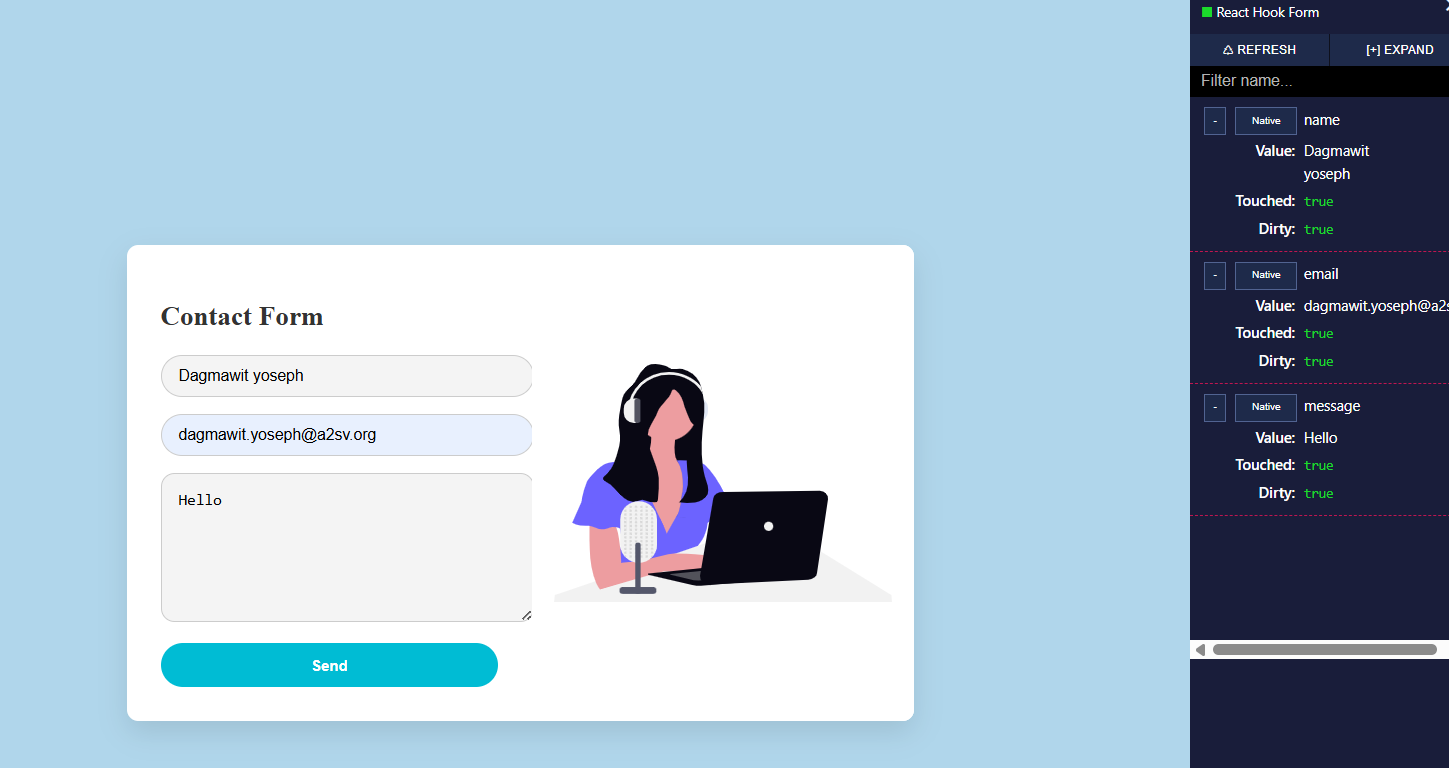 Contact Form
Dagmawit yoseph
dagmawit.yoseph@a2sv.org
Hello
Send
React Hook Form
REFRESH
[+] EXPAND
Filter name...
- Native name
Value: Dagmawit
yoseph
Touched: true
Dirty: true
- Native email
Value: dagmawit.yoseph@a2s
Touched: true
Dirty: true
- Native message
Value: Hello
Touched: true
Dirty: true